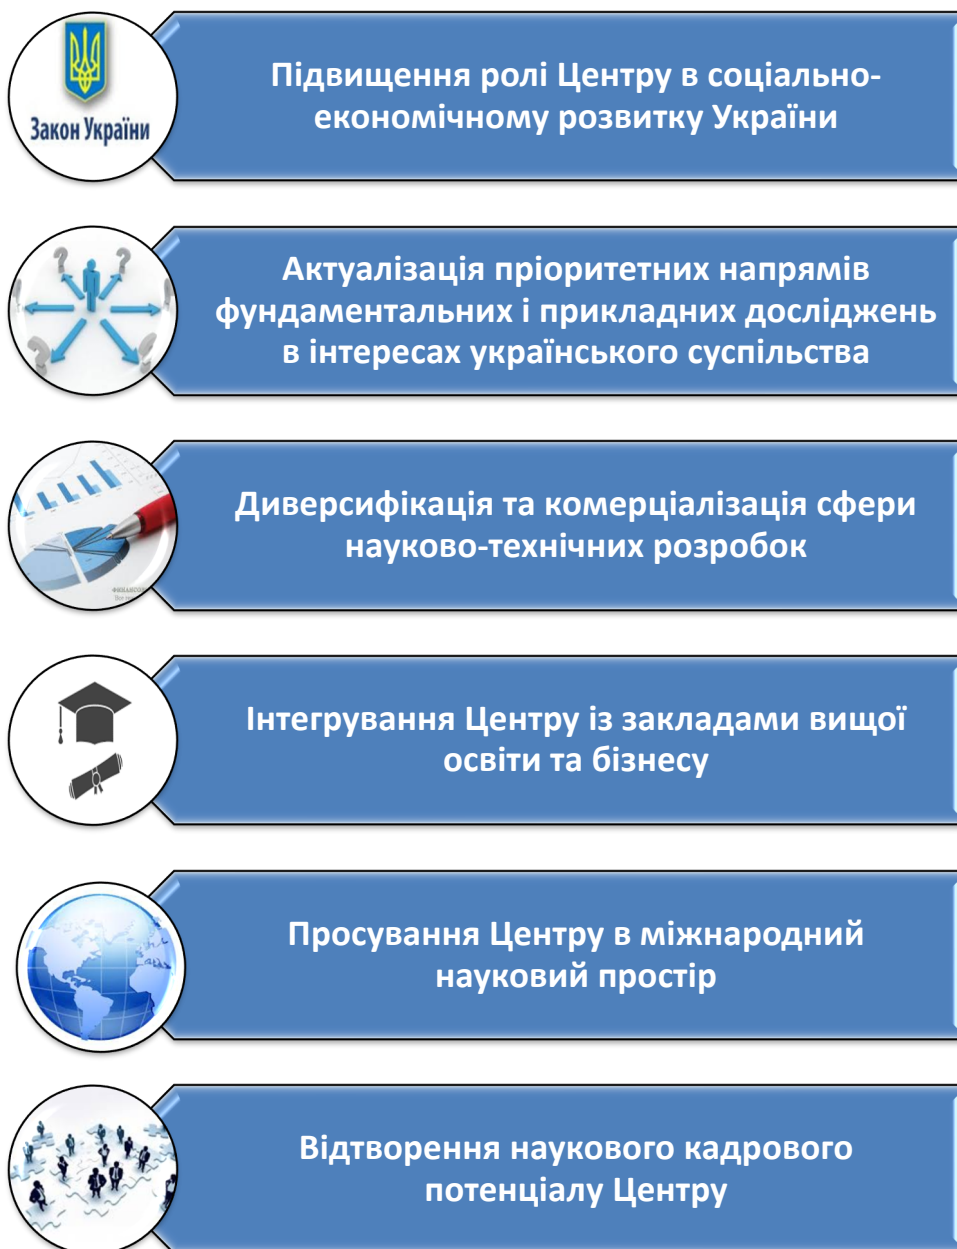 Закон України
Підвищення ролі Центру в соціально-
економічному розвитку України
Актуалізація пріоритетних напрямів
фундаментальних і прикладних досліджень
в інтересах українського суспільства
Диверсифікація та комерціалізація сфери
науково-технічних розробок
Інтегрування Центру із закладами вищої
освіти та бізнесу
Просування Центру в міжнародний
науковий простір
Відтворення наукового кадрового
потенціалу Центру